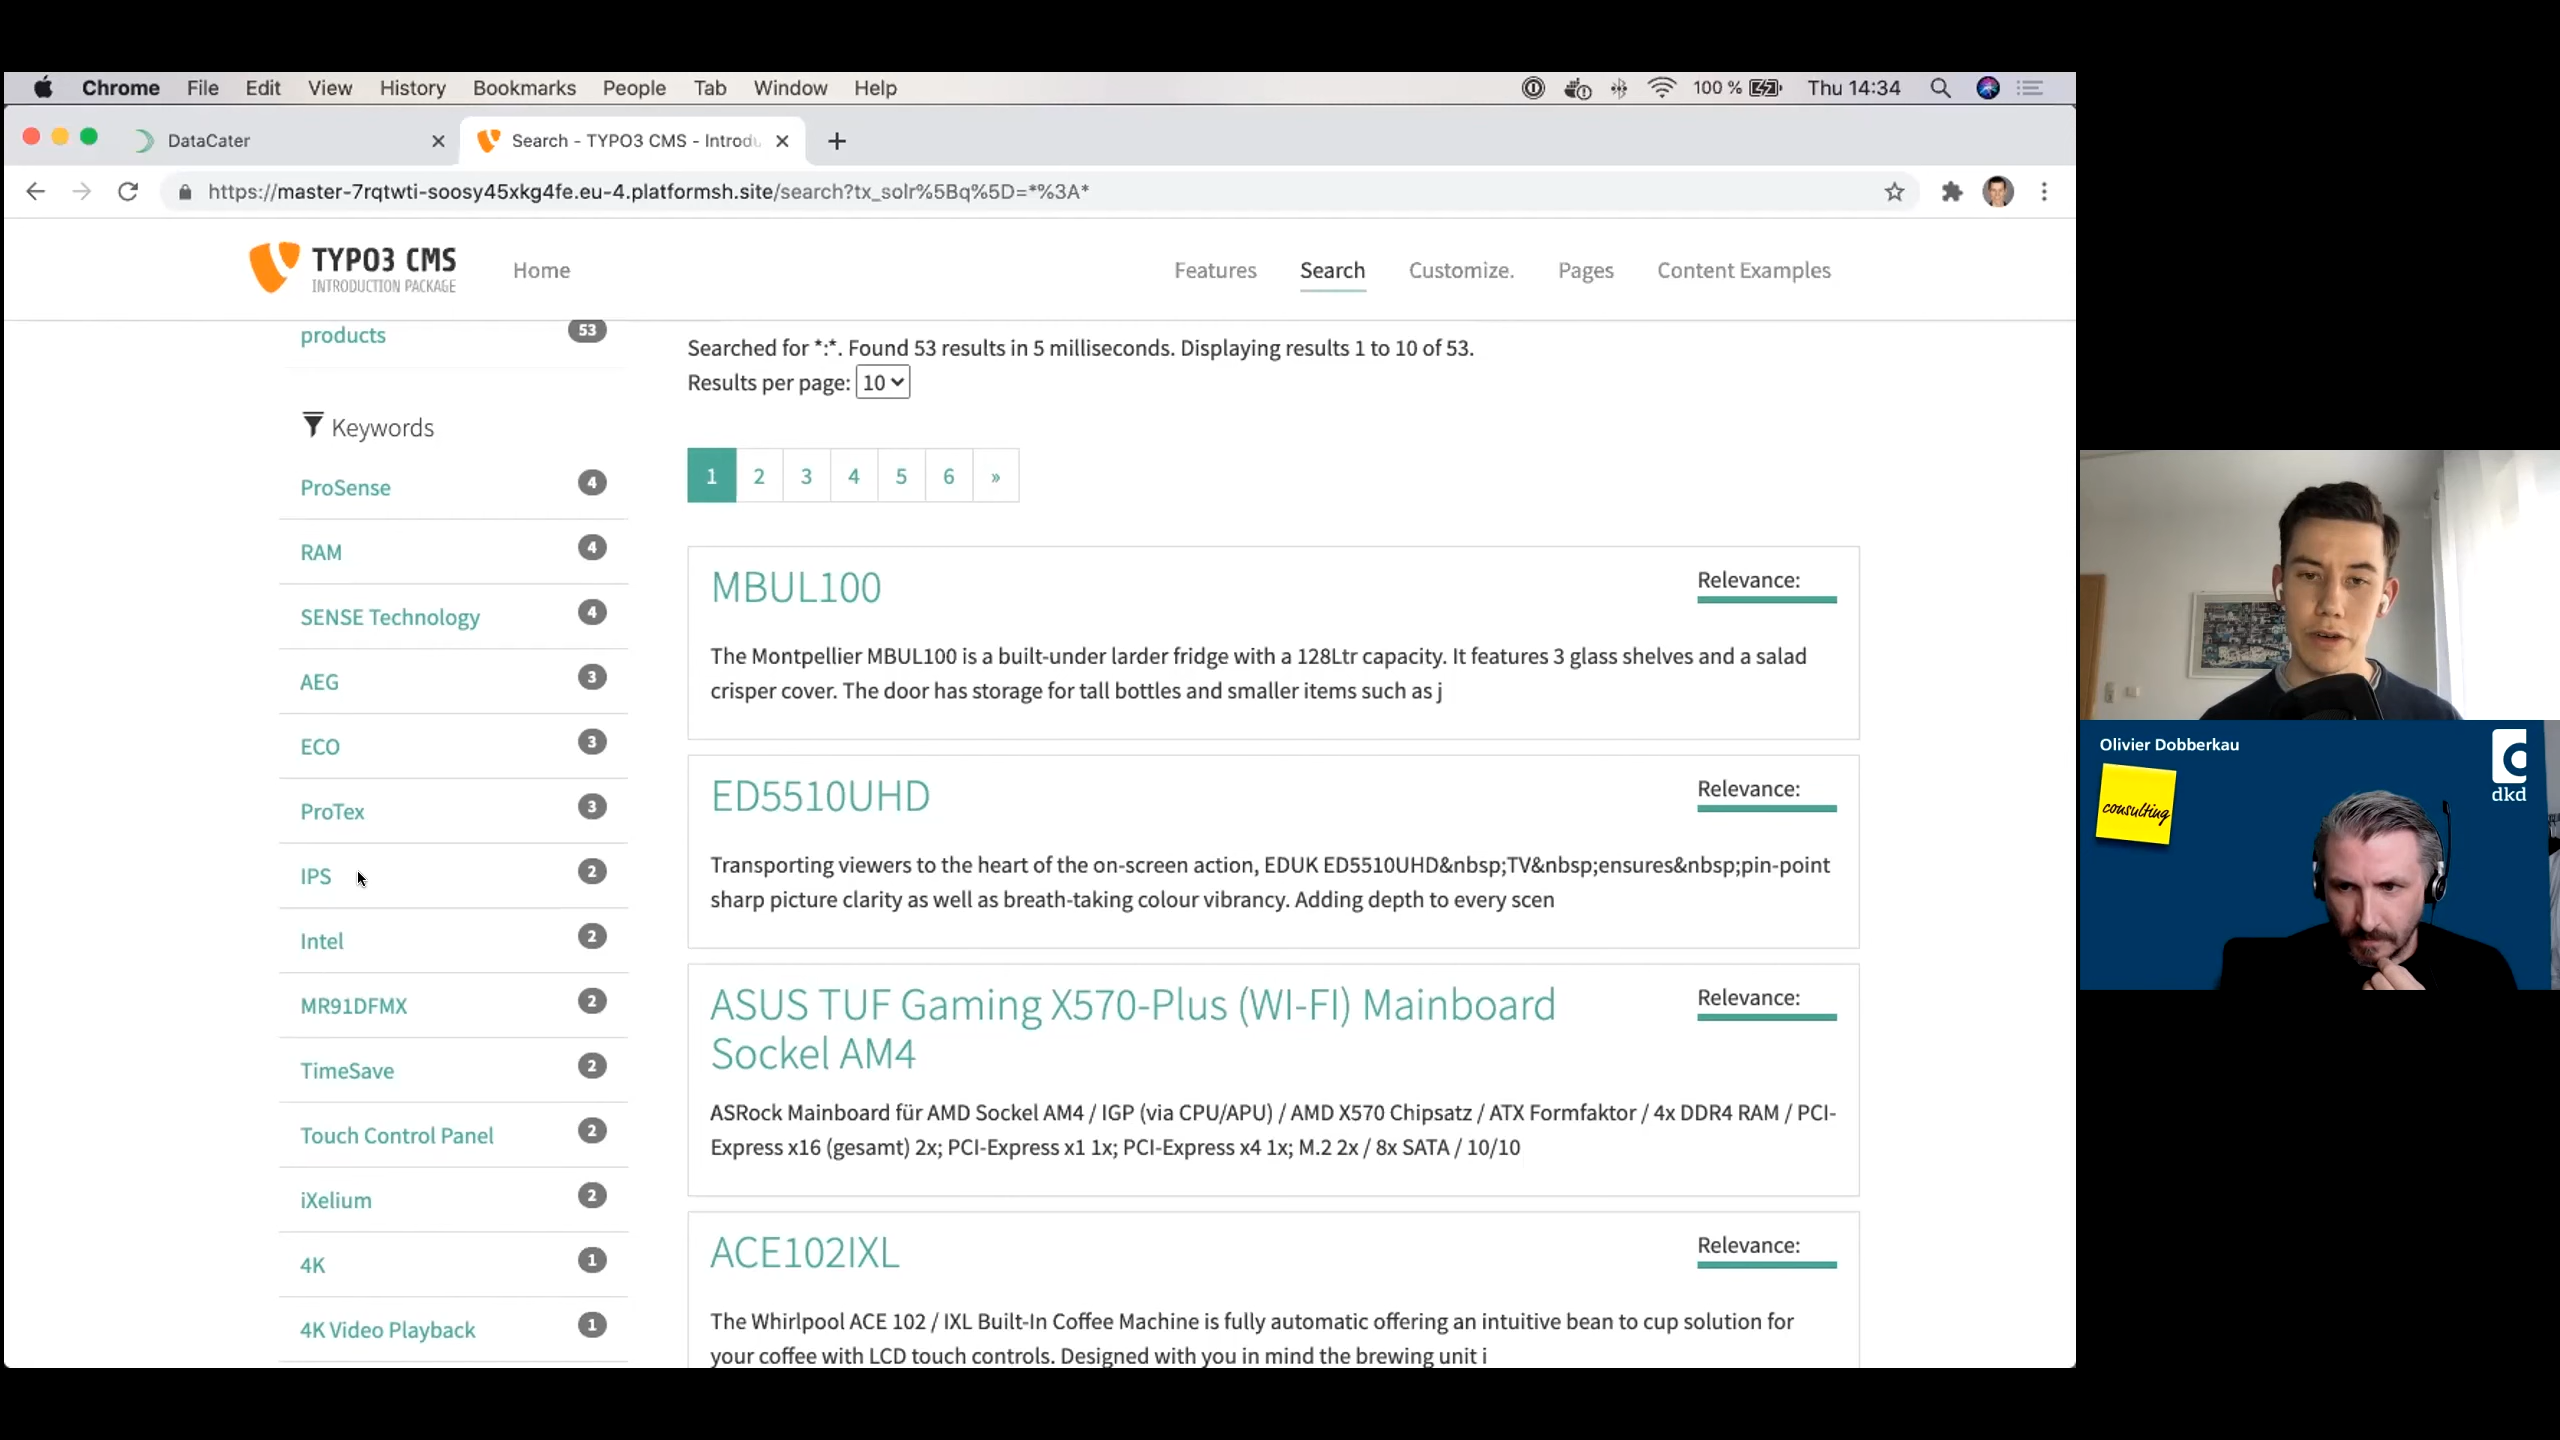 Chrome File Edit View History Bookmarks People Tab Window Help 100 % Thu 14:34
DataCater
Search - TYPO3 CMS - Introdu
https://master-7rqtwti-soosy45xkg4fe.eu-4.platformsh.site/search?tx_solr%5Bq%5D=*%3A*
TYPO3 CMS
INTRODUCTION PACKAGE
Home
Features Search Customize. Pages Content Examples
products 53
Keywords
ProSense 4
RAM 4
SENSE Technology 4
AEG 3
ECO 3
ProTex 3
IPS 2
Intel 2
MR91DFMX 2
TimeSave 2
Touch Control Panel 2
iXelium 2
4K 1
4K Video Playback 1
Searched for *:*. Found 53 results in 5 milliseconds. Displaying results 1 to 10 of 53.
Results per page: 10
1 2 3 4 5 6 »
MBUL100
Relevance:
The Montpellier MBUL100 is a built-under larder fridge with a 128Ltr capacity. It features 3 glass shelves and a salad
crisper cover. The door has storage for tall bottles and smaller items such as j
ED5510UHD
Relevance:
Transporting viewers to the heart of the on-screen action, EDUK ED5510UHD&nbsp;TV&nbsp;ensures&nbsp;pin-point
sharp picture clarity as well as breath-taking colour vibrancy. Adding depth to every scen
ASUS TUF Gaming X570-Plus (WI-FI) Mainboard
Sockel AM4
Relevance:
ASRock Mainboard für AMD Sockel AM4 / IGP (via CPU/APU) / AMD X570 Chipsatz / ATX Formfaktor / 4x DDR4 RAM / PCI-
Express x16 (gesamt) 2x; PCI-Express x1 1x; PCI-Express x4 1x; M.2 2x / 8x SATA / 10/10
ACE102IXL
Relevance:
The Whirlpool ACE 102 / IXL Built-In Coffee Machine is fully automatic offering an intuitive bean to cup solution for
your coffee with LCD touch controls. Designed with you in mind the brewing unit i
Olivier Dobberkau
consulting
dkd